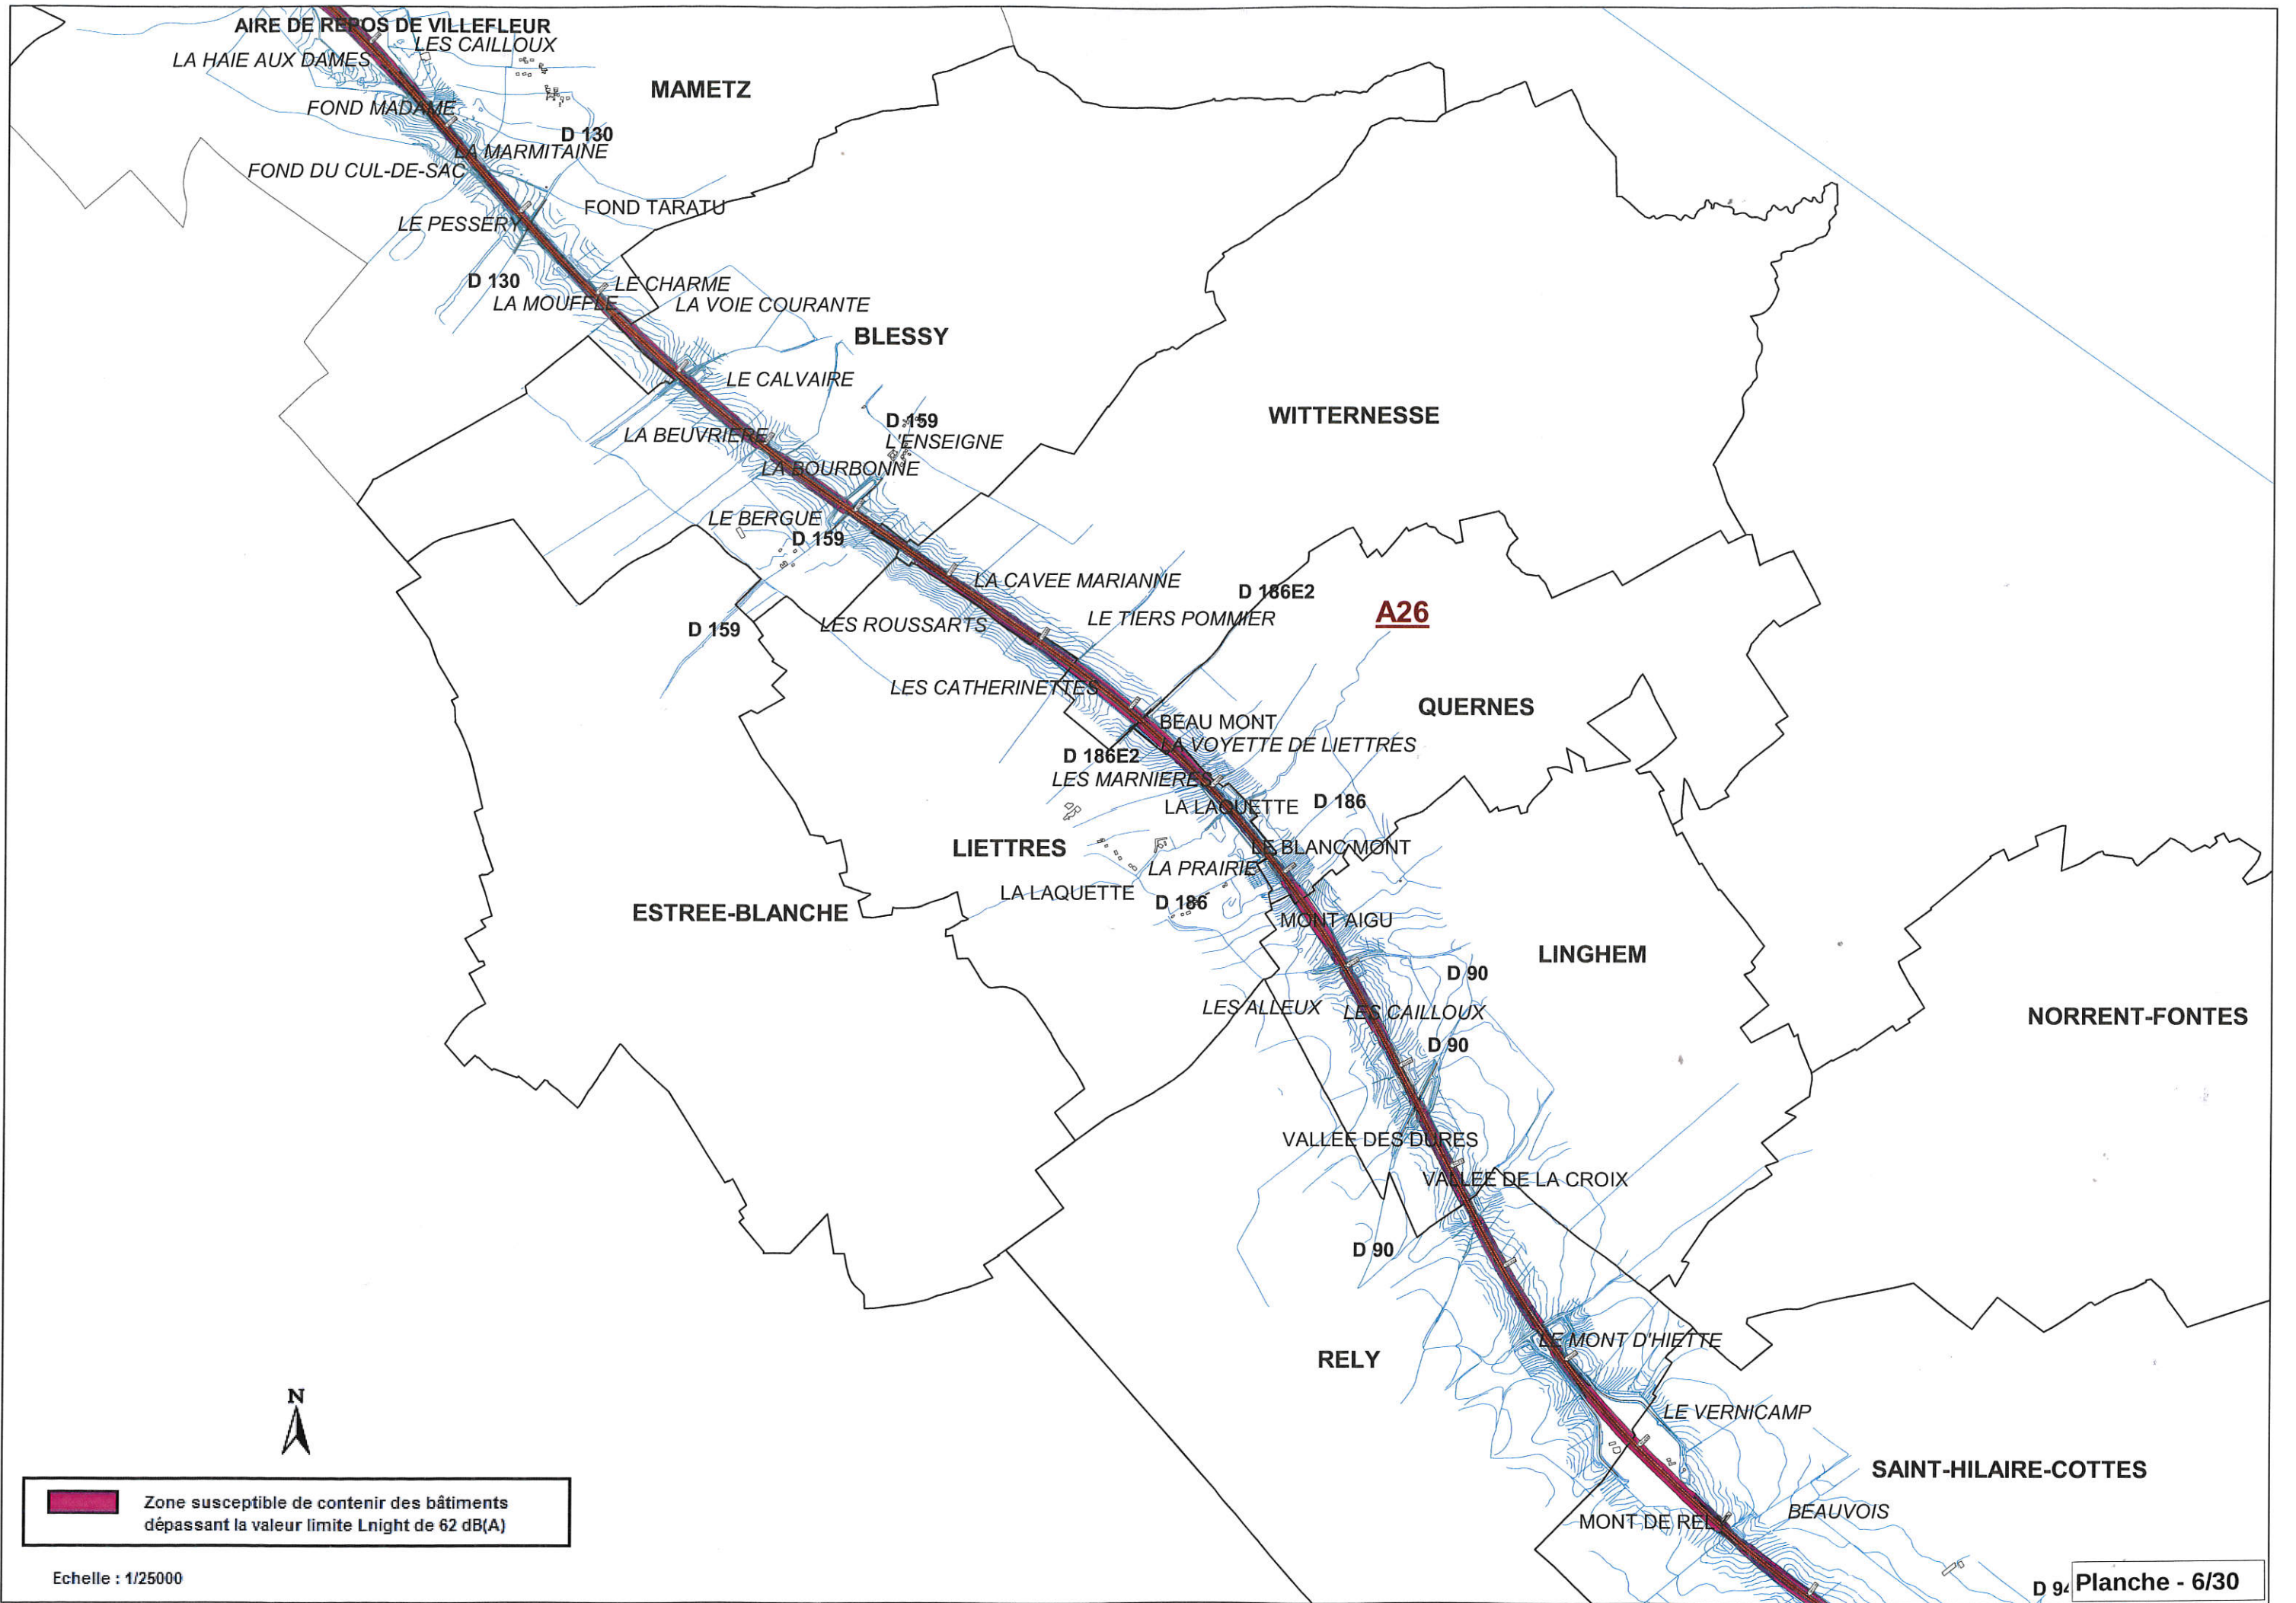 AIRE DE REPOS DE VILLEFLEUR
LES CAILLOUX
LA HAIE AUX DAMES
MAMETZ
FOND MADAME
D 130
LA MARMITAINE
FOND DU CUL-DE-SAC
FOND TARATU
LE PESSERY
D 130
LE CHARME
LA MOUFFLE
LA VOIE COURANTE
BLESSY
LE CALVAIRE
WITTERNESSE
D 159
LA BEUVRIERE
L'ENSEIGNE
LA BOURBONNE
LE BERGUE
D 159
LA CAVEE MARIANNE
D 186E2
A26
LE TIERS POMMIER
D 159
LES ROUSSARTS
LES CATHERINETTES
QUERNES
BEAU MONT
LA VOYETTE DE LIETTRES
D 186E2
LES MARNIERES
LA LAQUETTE
D 186
LIETTRES
LE BLANC MONT
LA PRAIRIE
LA LAQUETTE
D 186
ESTREE-BLANCHE
MONT AIGU
LINGHEM
D 90
LES ALLEUX
LES CAILLOUX
NORRENT-FONTES
D 90
VALLEE DES DURES
VALLEE DE LA CROIX
D 90
LE MONT D'HIETTE
RELY
N
LE VERNICAMP
SAINT-HILAIRE-COTTES
Zone susceptible de contenir des bâtiments
dépassant la valeur limite Lnight de 62 dB(A)
BEAUVOIS
MONT DE RELY
Echelle : 1/25000
D 94
Planche - 6/30